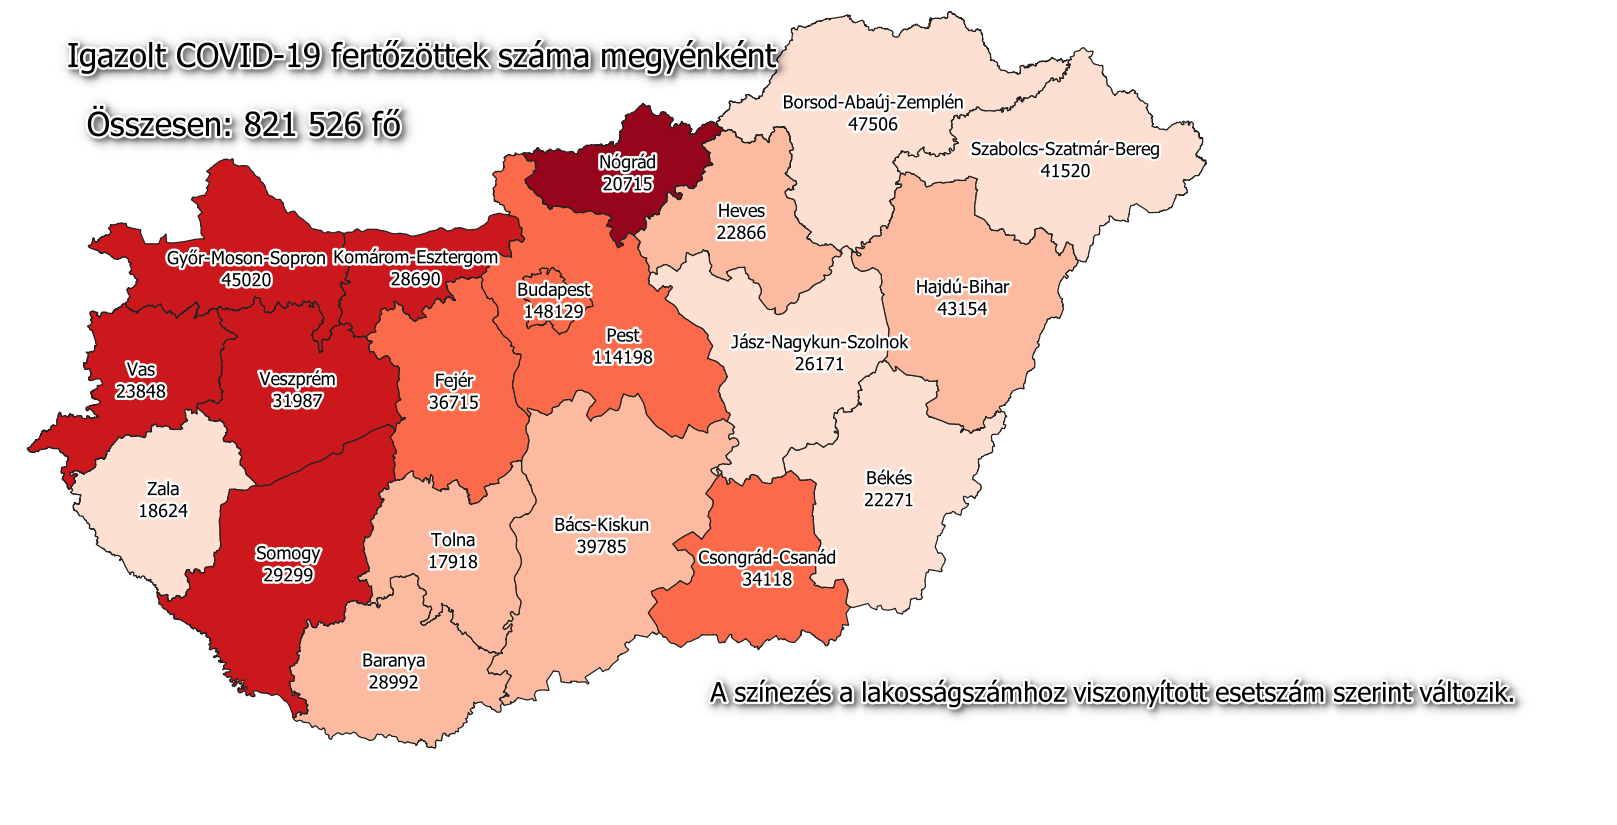 Igazolt COVID-19 fertőzöttek száma megyénként
Összesen: 821 526 fő
Borsod-Abaúj-Zemplén
47506
Szabolcs-Szatmár-Bereg
41520
Nógrád
20715
Heves
22866
Győr-Moson-Sopron
45020
Komárom-Esztergom
28690
Budapest
148129
Hajdú-Bihar
43154
Pest
114198
Jász-Nagykun-Szolnok
26171
Vas
23848
Veszprém
31987
Fejér
36715
Zala
18624
Békés
22271
Bács-Kiskun
39785
Tolna
17918
Somogy
29299
Csongrád-Csanád
34118
Baranya
28992
A színezés a lakosságszámhoz viszonyított esetszám szerint változik.